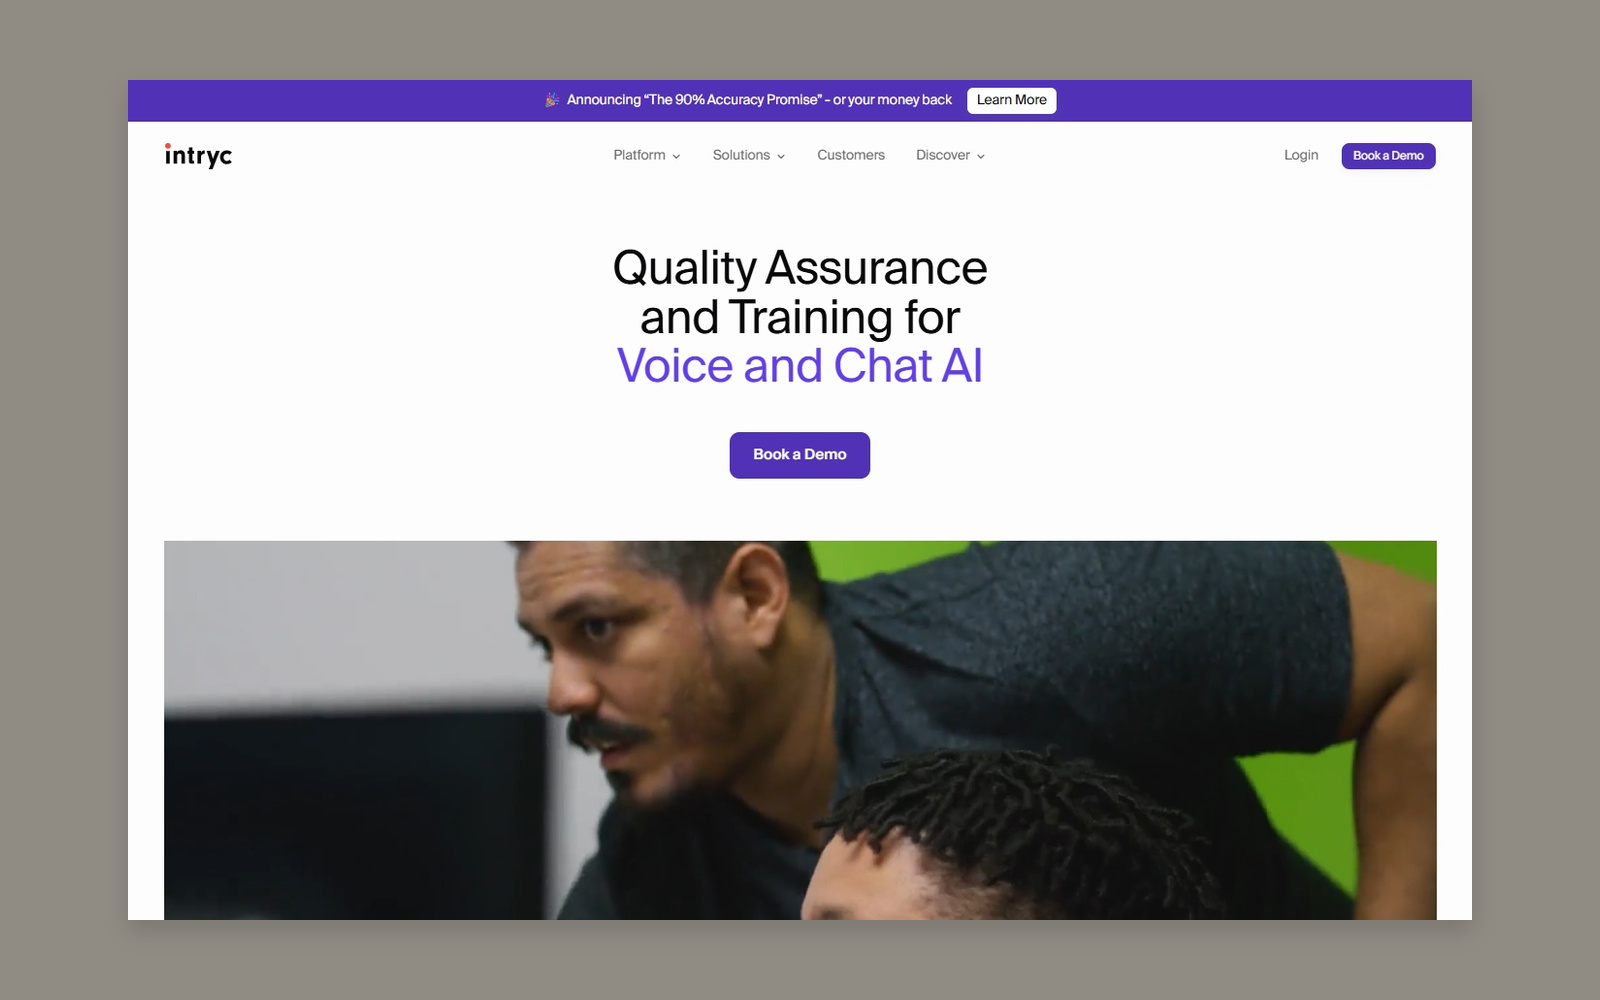 🎉 Announcing “The 90% Accuracy Promise” - or your money back
Learn More
intryc
Platform
Solutions
Customers
Discover
Login
Book a Demo
Quality Assurance
and Training for
Voice and Chat AI
Book a Demo